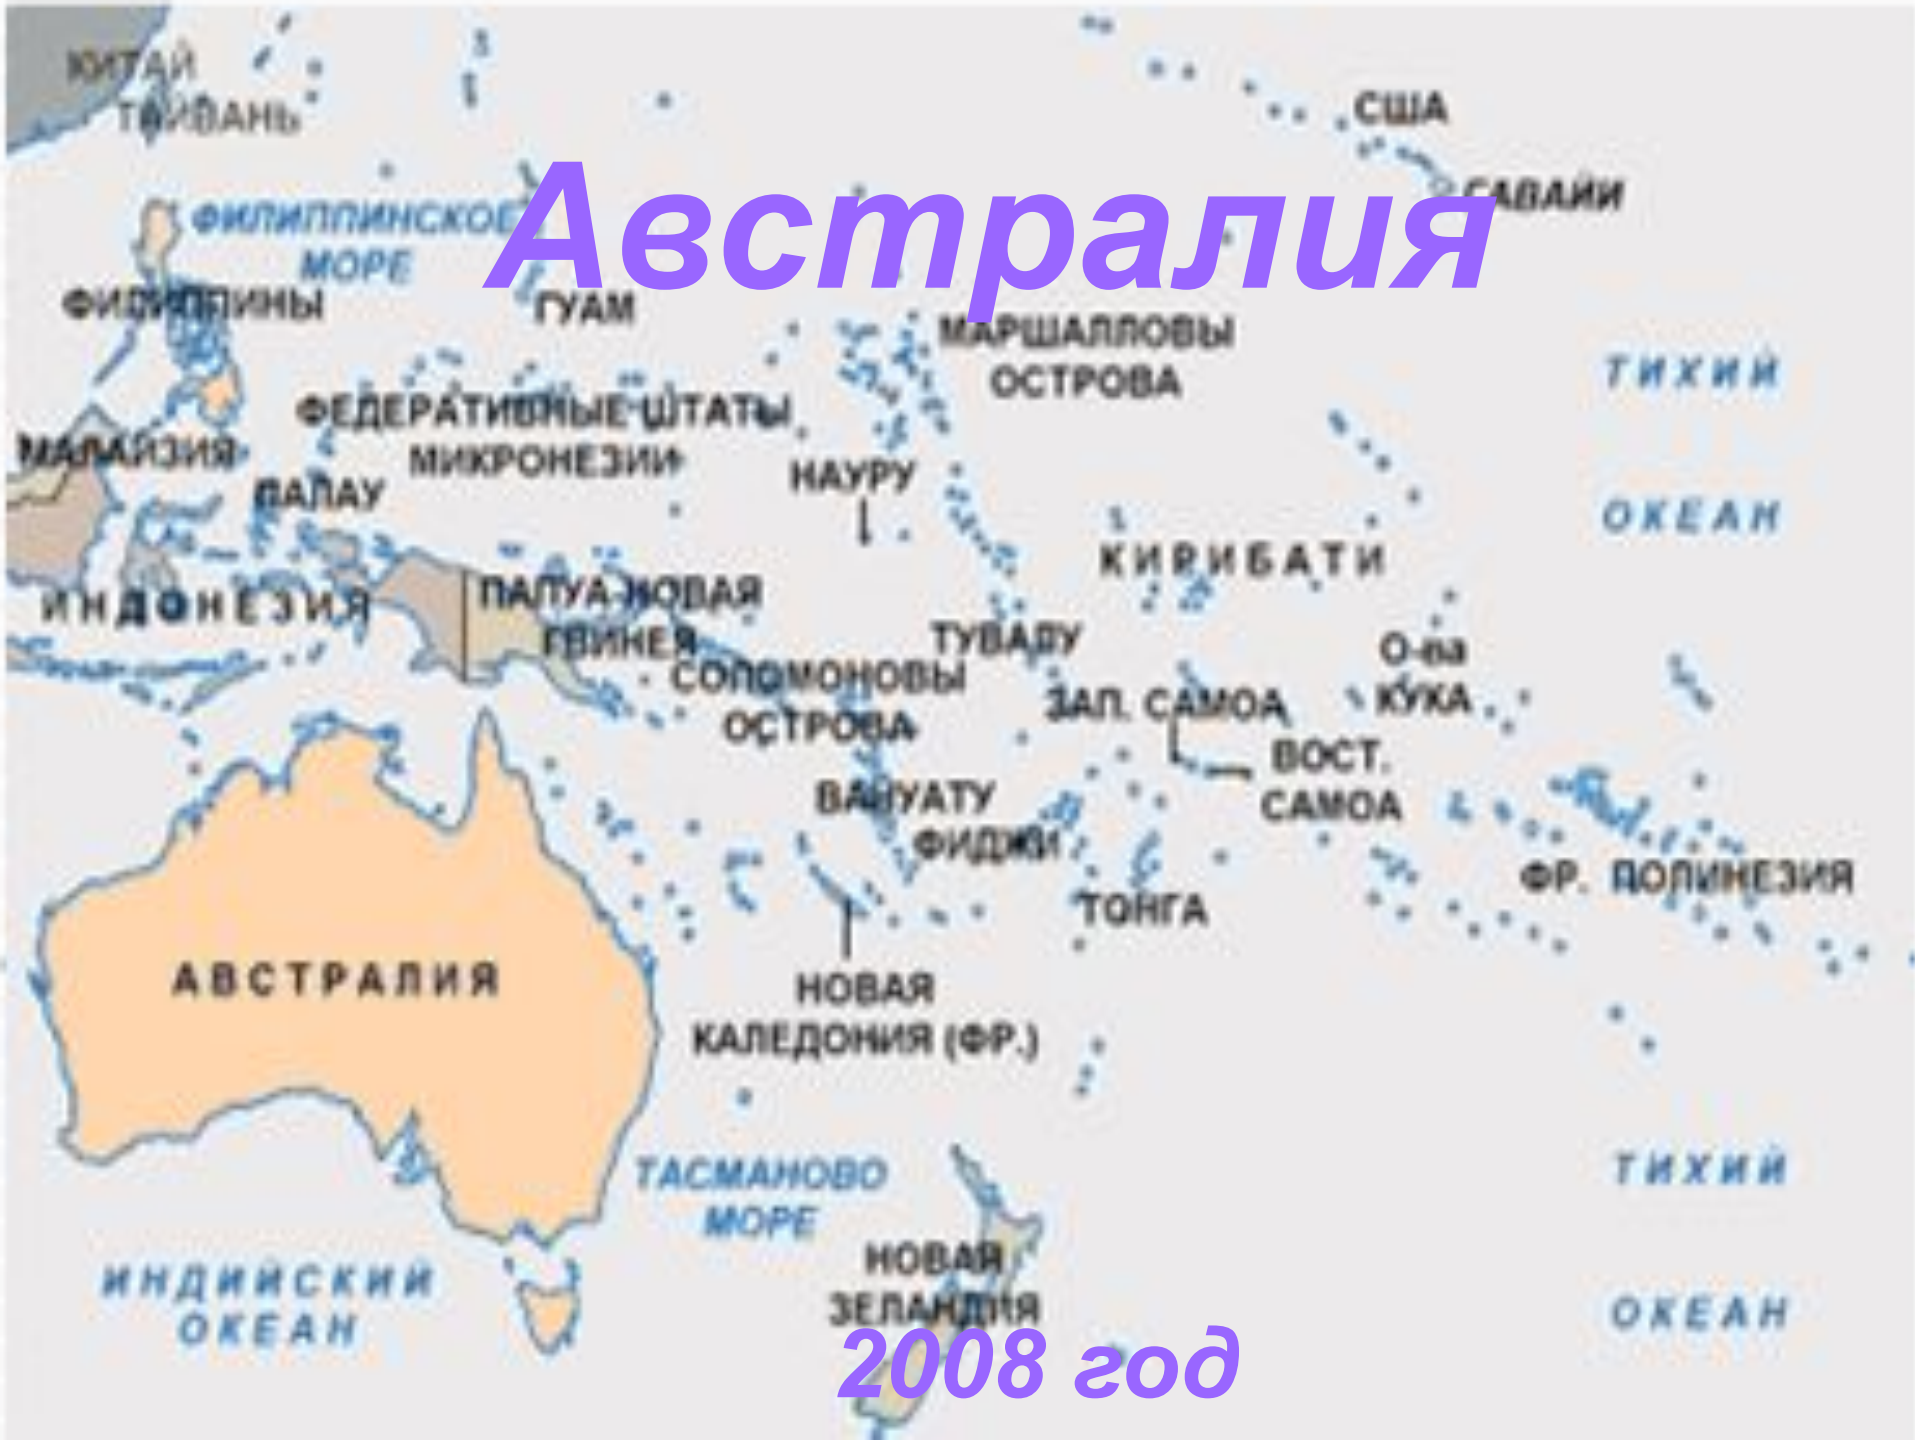 КИТАЙ
ТАЙВАНЬ
США
ГАВАЙИ
Австралия
ФИЛИППИНСКОЕ
МОРЕ
ФИЛИППИНЫ
ГУАМ
МАРШАЛЛОВЫ
ОСТРОВА
ТИХИЙ
ОКЕАН
ФЕДЕРАТИВНЫЕ ШТАТЫ
МИКРОНЕЗИИ
МАЛАЙЗИЯ
ПАЛАУ
НАУРУ
КИРИБАТИ
ИНДОНЕЗИЯ
ПАПУА-НОВАЯ
ГВИНЕЯ
ТУВАЛУ
О-ва
КУКА
СОЛОМОНОВЫ
ОСТРОВА
ЗАП. САМОА
ВОСТ.
САМОА
ВАНУАТУ
ФИДЖИ
ФР. ПОЛИНЕЗИЯ
ТОНГА
АВСТРАЛИЯ
НОВАЯ
КАЛЕДОНИЯ (ФР.)
ТАСМАНОВО
МОРЕ
ТИХИЙ
ОКЕАН
НОВАЯ
ЗЕЛАНДИЯ
ИНДИЙСКИЙ
ОКЕАН
2008 год